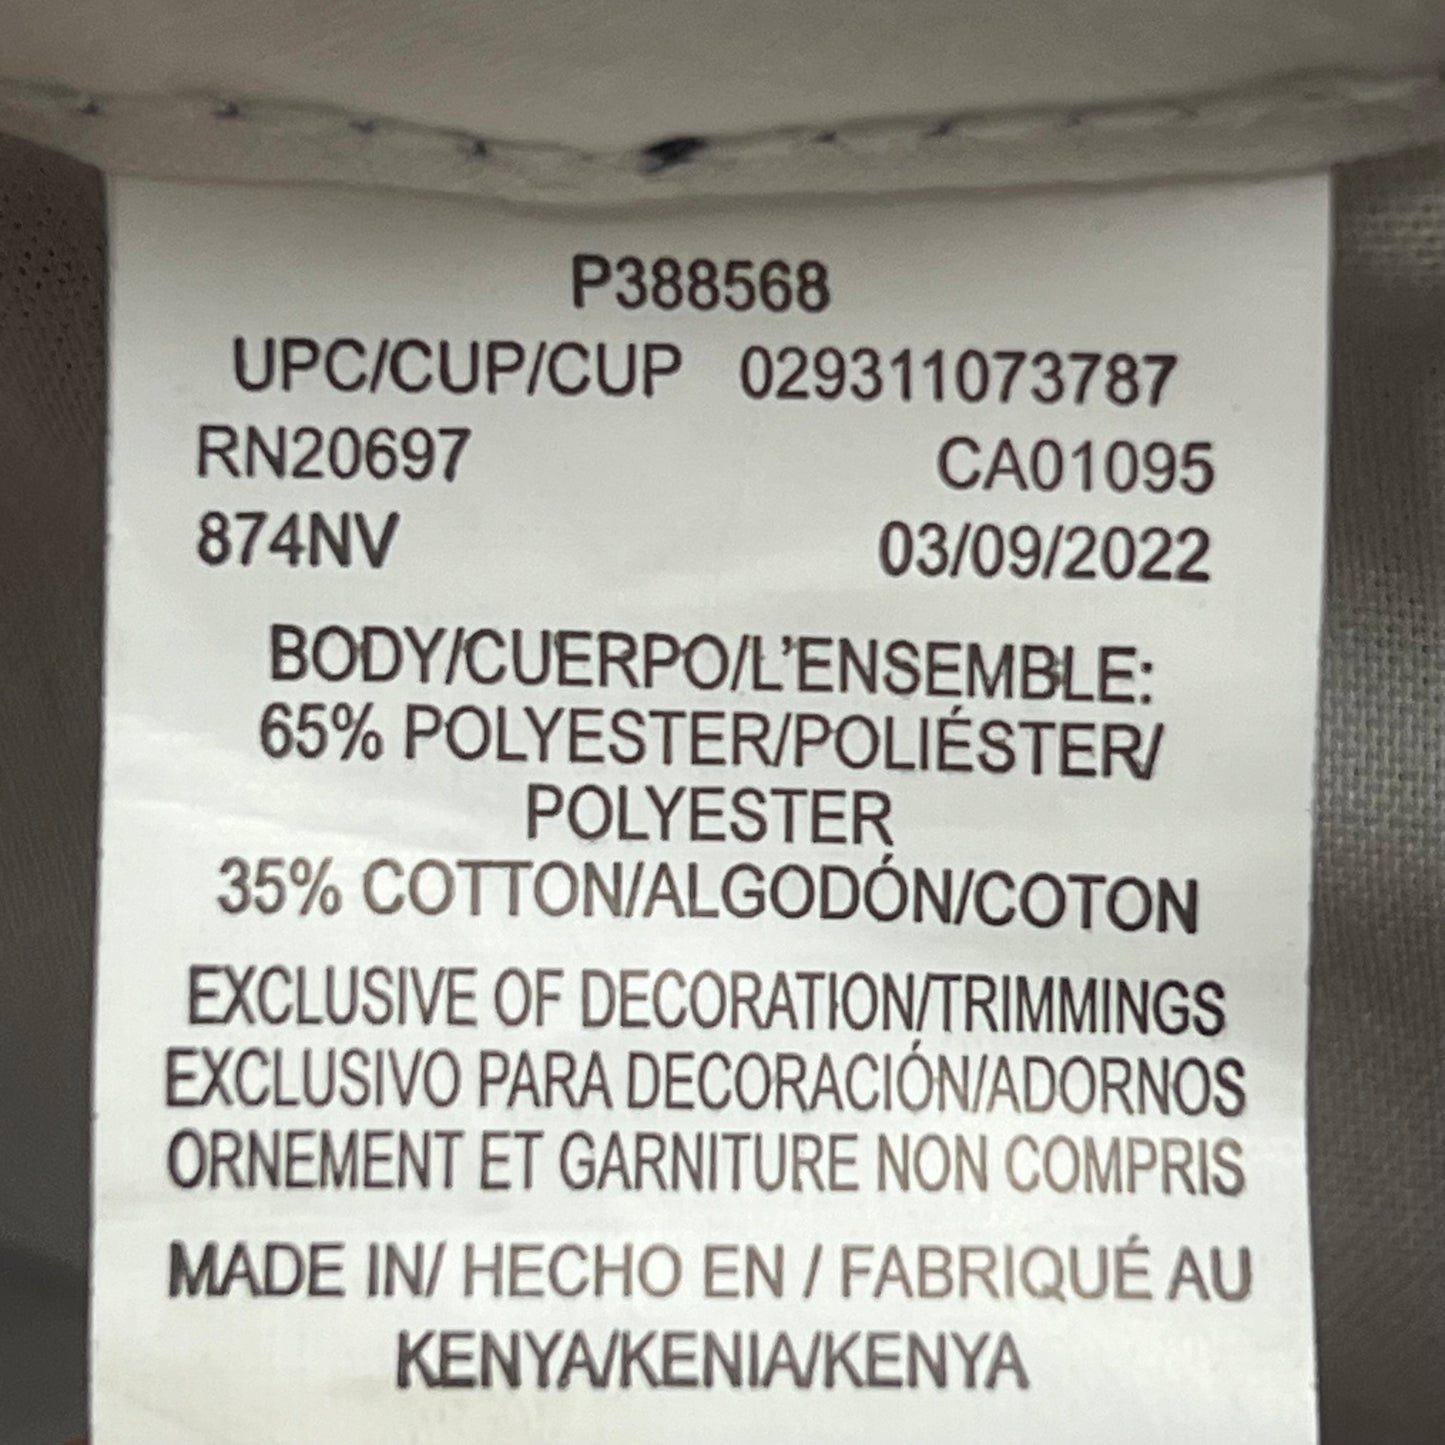 P388568
UPC/CUP/CUP 029311073787
RN20697 CA01095
874NV 03/09/2022
BODY/CUERPO/L'ENSEMBLE:
65% POLYESTER/POLIÉSTER/
POLYESTER
35% COTTON/ALGODÓN/COTON
EXCLUSIVE OF DECORATION/TRIMMINGS
EXCLUSIVO PARA DECORACIÓN/ADORNOS
ORNEMENT ET GARNITURE NON COMPRIS
MADE IN/ HECHO EN / FABRIQUÉ AU
KENYA/KENIA/KENYA